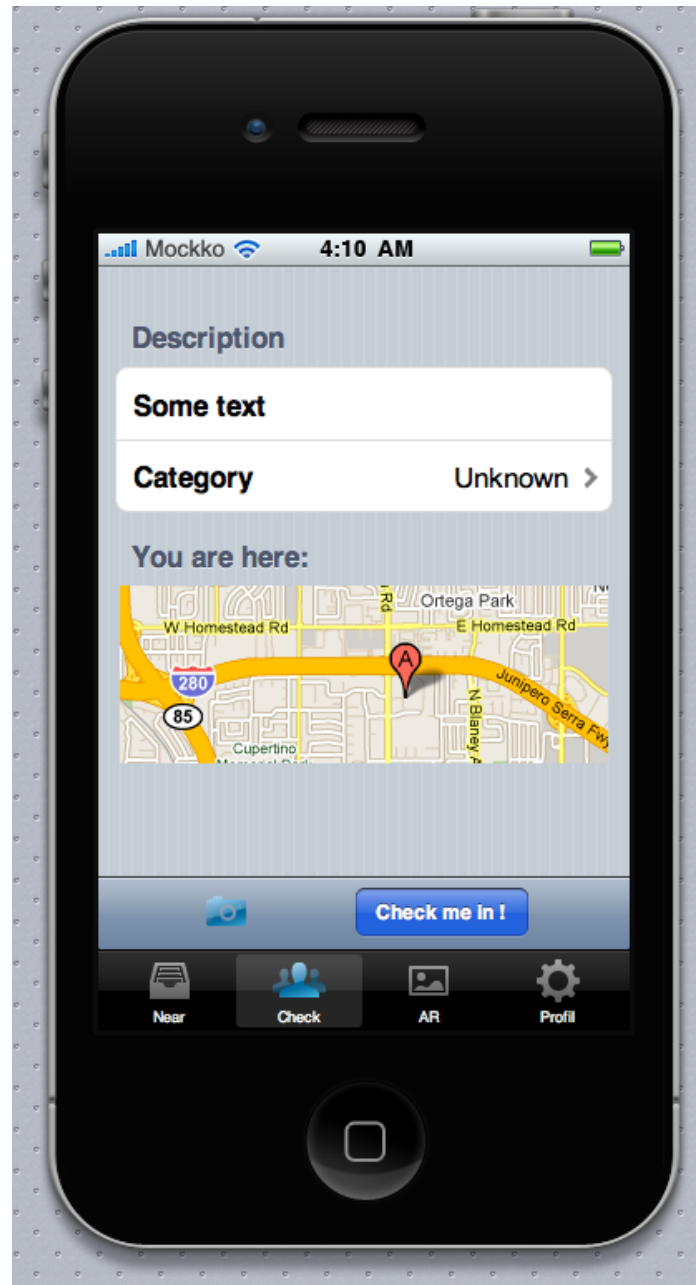 Mockko 4:10 AM
Description
Some text
Category Unknown >
You are here:
Rd
Ortega Park
W Homestead Rd
E Homestead Rd
A
280
Junipero Serra Fwy
85
N Blaney A
Cupertino
Check me in !
Near Check AR Profil